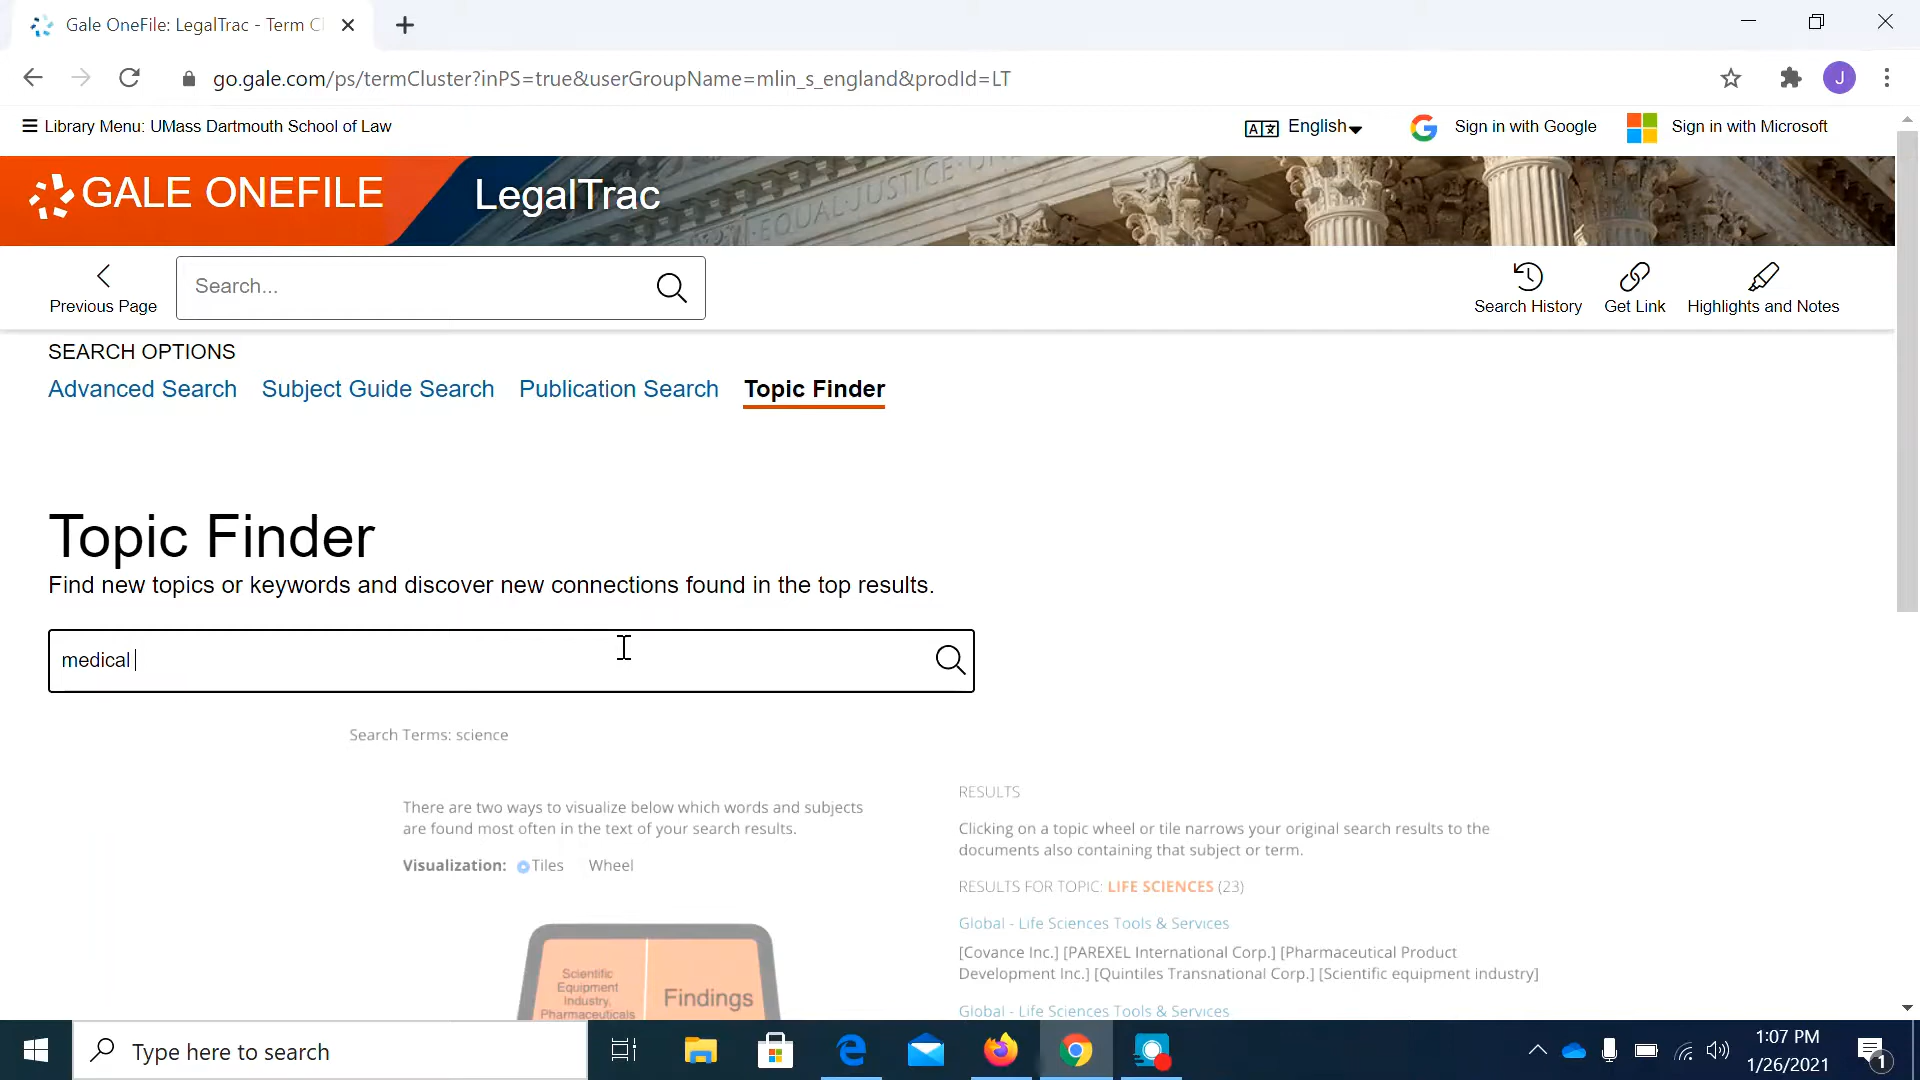 Gale OneFile: LegalTrac - Term Cl
go.gale.com/ps/termCluster?inPS=true&userGroupName=mlin_s_england&prodId=LT
J
Library Menu: UMass Dartmouth School of Law
English
Sign in with Google
Sign in with Microsoft
GALE ONEFILE
LegalTrac
EQUAL·JUSTICE
Previous Page
Search...
Search History
Get Link
Highlights and Notes
SEARCH OPTIONS
Advanced Search
Subject Guide Search
Publication Search
Topic Finder
Topic Finder
Find new topics or keywords and discover new connections found in the top results.
medical
Search Terms: science
There are two ways to visualize below which words and subjects
are found most often in the text of your search results.
Visualization: Tiles Wheel
Scientific
Equipment
Industry,
Pharmaceuticals
Findings
RESULTS
Clicking on a topic wheel or tile narrows your original search results to the
documents also containing that subject or term.
RESULTS FOR TOPIC: LIFE SCIENCES (23)
Global - Life Sciences Tools & Services
[Covance Inc.] [PAREXEL International Corp.] [Pharmaceutical Product
Development Inc.] [Quintiles Transnational Corp.] [Scientific equipment industry]
Global - Life Sciences Tools & Services
Type here to search
1:07 PM
1/26/2021
1